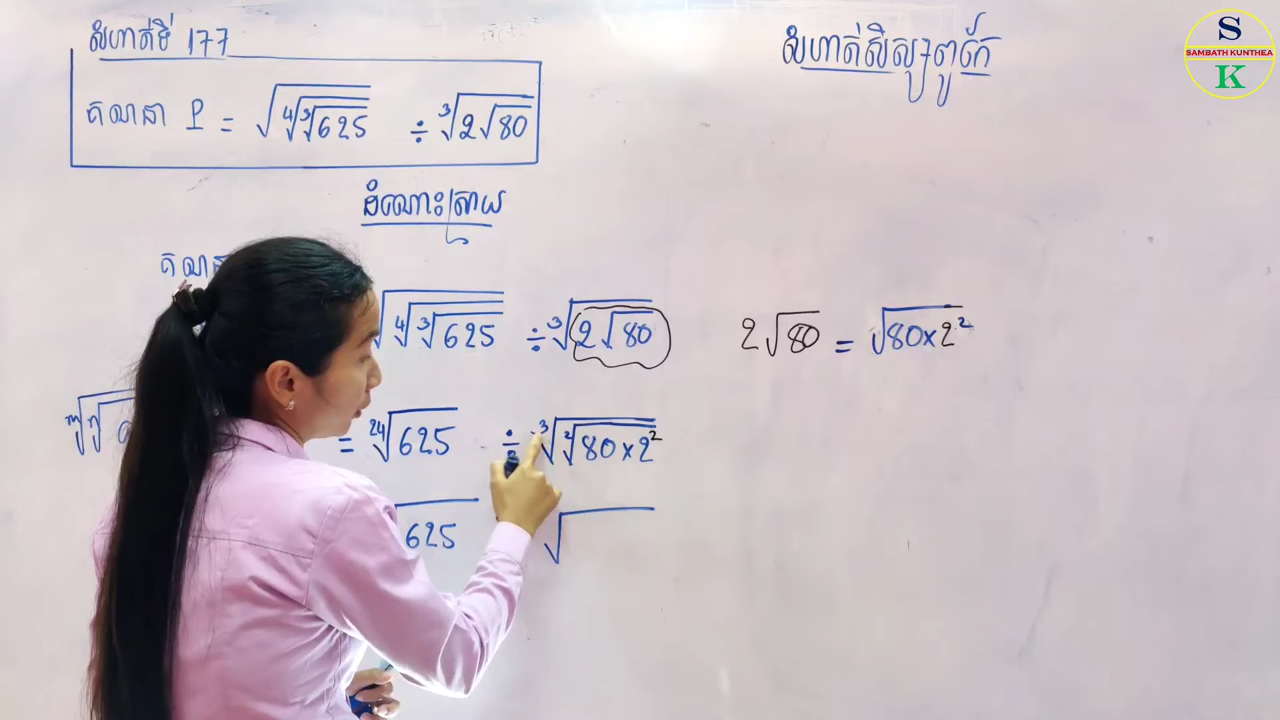 លំហាត់ទី 177
គណនា P = √(⁴√(³√625)) ÷ ³√(2√80)
លំហាត់សិស្សពូកែ
S
SAMBATH KUNTHEA
K
ដំណោះស្រាយ
√(⁴√(³√625)) ÷ ³√(2√80)
2√80 = √(80×2²)
= ²⁴√625 ÷ ³√(²√(80×2²))
625 √